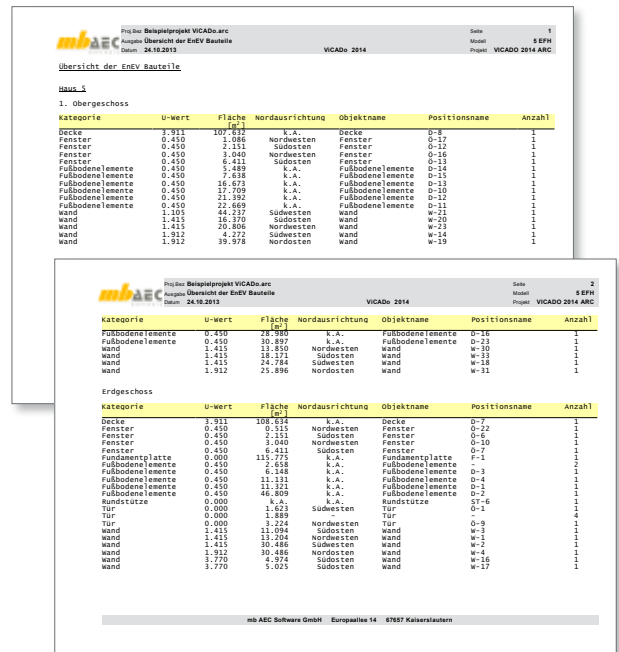 mb AEC Proj.Bez Beispielprojekt ViCADo.arc Seite 1
Ausgabe Übersicht der EnEV Bauteile Modell 5 EFH
Datum 24.10.2013 ViCADo 2014 Projekt VICADO 2014 ARC
Übersicht der EnEV Bauteile
Haus 5
1. Obergeschoss
Kategorie U-Wert Fläche Nordausrichtung Objektname Positionsname Anzahl
[m²]
Decke 3.911 107.632 k.A. Decke D-8 1
Fenster 0.450 1.086 Nordwesten Fenster Ö-17 1
Fenster 0.450 2.151 Südosten Fenster Ö-12 1
Fenster 0.450 3.040 Nordwesten Fenster Ö-16 1
Fenster 0.450 6.411 Südosten Fenster Ö-13 1
Fußbodenelemente 0.450 5.489 k.A. Fußbodenelemente D-14 1
Fußbodenelemente 0.450 7.638 k.A. Fußbodenelemente D-15 1
Fußbodenelemente 0.450 16.673 k.A. Fußbodenelemente D-13 1
Fußbodenelemente 0.450 17.709 k.A. Fußbodenelemente D-10 1
Fußbodenelemente 0.450 21.392 k.A. Fußbodenelemente D-12 1
Fußbodenelemente 0.450 22.669 k.A. Fußbodenelemente D-11 1
Wand 1.105 44.237 Südwesten Wand W-21 1
Wand 1.415 16.370 Südosten Wand W-20 1
Wand 1.415 20.806 Nordwesten Wand W-23 1
Wand 1.912 4.272 Südwesten Wand W-14 1
Wand 1.912 39.978 Nordosten Wand W-19 1
mb AEC Proj.Bez Beispielprojekt ViCADo.arc Seite 2
Ausgabe Übersicht der EnEV Bauteile Modell 5 EFH
Datum 24.10.2013 ViCADo 2014 Projekt VICADO 2014 ARC
Kategorie U-Wert Fläche Nordausrichtung Objektname Positionsname Anzahl
[m²]
Fußbodenelemente 0.450 28.980 k.A. Fußbodenelemente D-16 1
Fußbodenelemente 0.450 30.897 k.A. Fußbodenelemente D-23 1
Wand 1.415 13.850 Nordwesten Wand W-30 1
Wand 1.415 18.171 Südosten Wand W-33 1
Wand 1.415 24.784 Südwesten Wand W-18 1
Wand 1.912 25.896 Nordosten Wand W-31 1
Erdgeschoss
Kategorie U-Wert Fläche Nordausrichtung Objektname Positionsname Anzahl
[m²]
Decke 3.911 108.634 k.A. Decke D-7 1
Fenster 0.450 0.515 Nordwesten Fenster Ö-22 1
Fenster 0.450 2.151 Südosten Fenster Ö-6 1
Fenster 0.450 3.040 Nordwesten Fenster Ö-10 1
Fenster 0.450 6.411 Südosten Fenster Ö-7 1
Fundamentplatte 0.000 115.775 k.A. Fundamentplatte F-1 1
Fußbodenelemente 0.450 2.658 k.A. Fußbodenelemente - 2
Fußbodenelemente 0.450 6.148 k.A. Fußbodenelemente D-3 1
Fußbodenelemente 0.450 11.131 k.A. Fußbodenelemente D-4 1
Fußbodenelemente 0.450 11.321 k.A. Fußbodenelemente D-1 1
Fußbodenelemente 0.450 46.809 k.A. Fußbodenelemente D-2 1
Rundstütze 0.000 k.A. k.A. Rundstütze ST-6 1
Tür 0.000 1.623 Südwesten Tür Ö-1 1
Tür 0.000 1.889 - Tür - 4
Tür 0.000 3.224 Nordwesten Tür Ö-9 1
Wand 1.415 11.094 Südosten Wand W-3 1
Wand 1.415 13.204 Nordwesten Wand W-1 1
Wand 1.415 30.486 Südwesten Wand W-2 1
Wand 1.912 30.486 Nordosten Wand W-4 1
Wand 3.770 4.974 Südosten Wand W-16 1
Wand 3.770 5.025 Südosten Wand W-17 1
mb AEC Software GmbH Europaallee 14 67657 Kaiserslautern